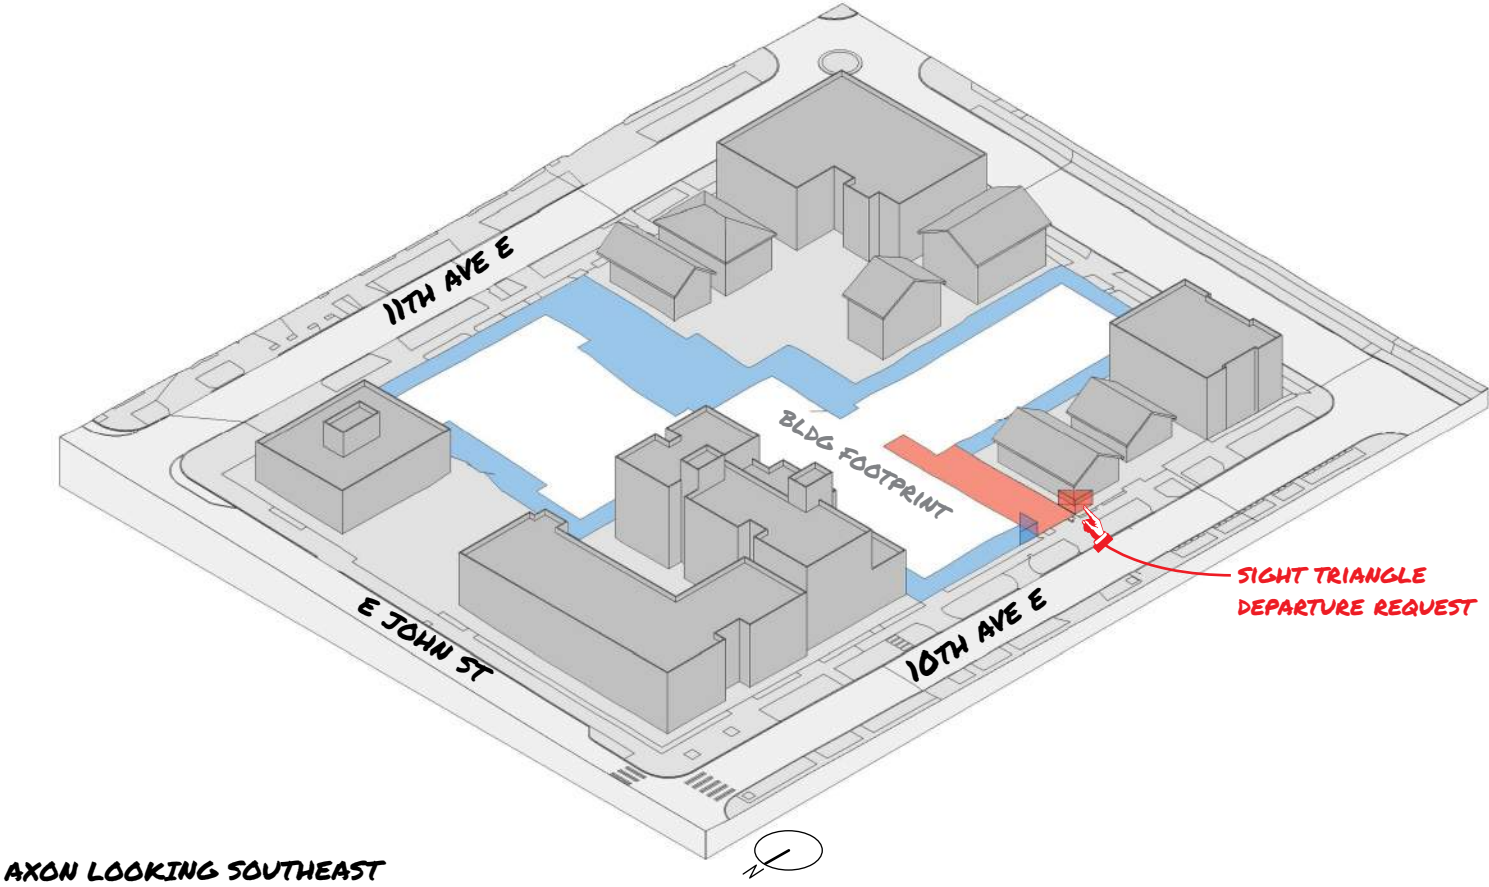 11TH AVE E
BLDG FOOTPRINT
SIGHT TRIANGLE
DEPARTURE REQUEST
E JOHN ST
10TH AVE E
N
AXON LOOKING SOUTHEAST